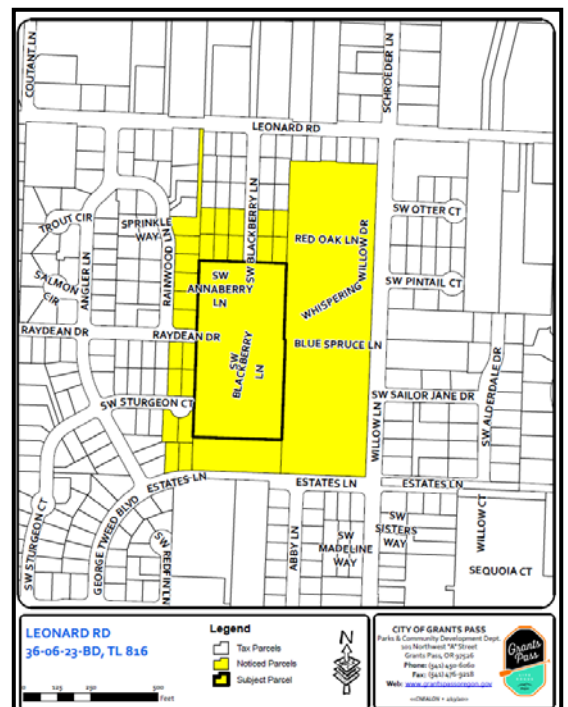 COUTANT LN
SCHROEDER LN
LEONARD RD
TROUT CIR
SPRINKLE
WAY
RAINWOOD LN
SW BLACKBERRY LN
SW OTTER CT
RED OAK LN
WHISPERING WILLOW DR
ANGLER LN
SALMON
CIR
SW
ANNABERRY
LN
SW PINTAIL CT
RAYDEAN DR
RAYDEAN DR
SW
BLACKBERRY
LN
BLUE SPRUCE LN
SW ALDERDALE DR
SW STURGEON CT
SW SAILOR JANE DR
WILLOW LN
ESTATES LN
ESTATES LN
ESTATES LN
SW STURGEON CT
GEORGE TWEED BLVD
SW REDFIN LN
ABBY LN
SW
MADELINE
WAY
SW
SISTERS
WAY
WILLOW CT
SEQUOIA CT
LEONARD RD
36-06-23-BD, TL 816
0 125 250 500
Feet
Legend
Tax Parcels
Noticed Parcels
Subject Parcel
N
CITY OF GRANTS PASS
Parks & Community Development Dept.
101 Northwest "A" Street
Grants Pass, OR 97526
Phone: (541) 450-6060
Fax: (541) 476-9218
Web: www.grantspassoregon.gov
Grants
Pass